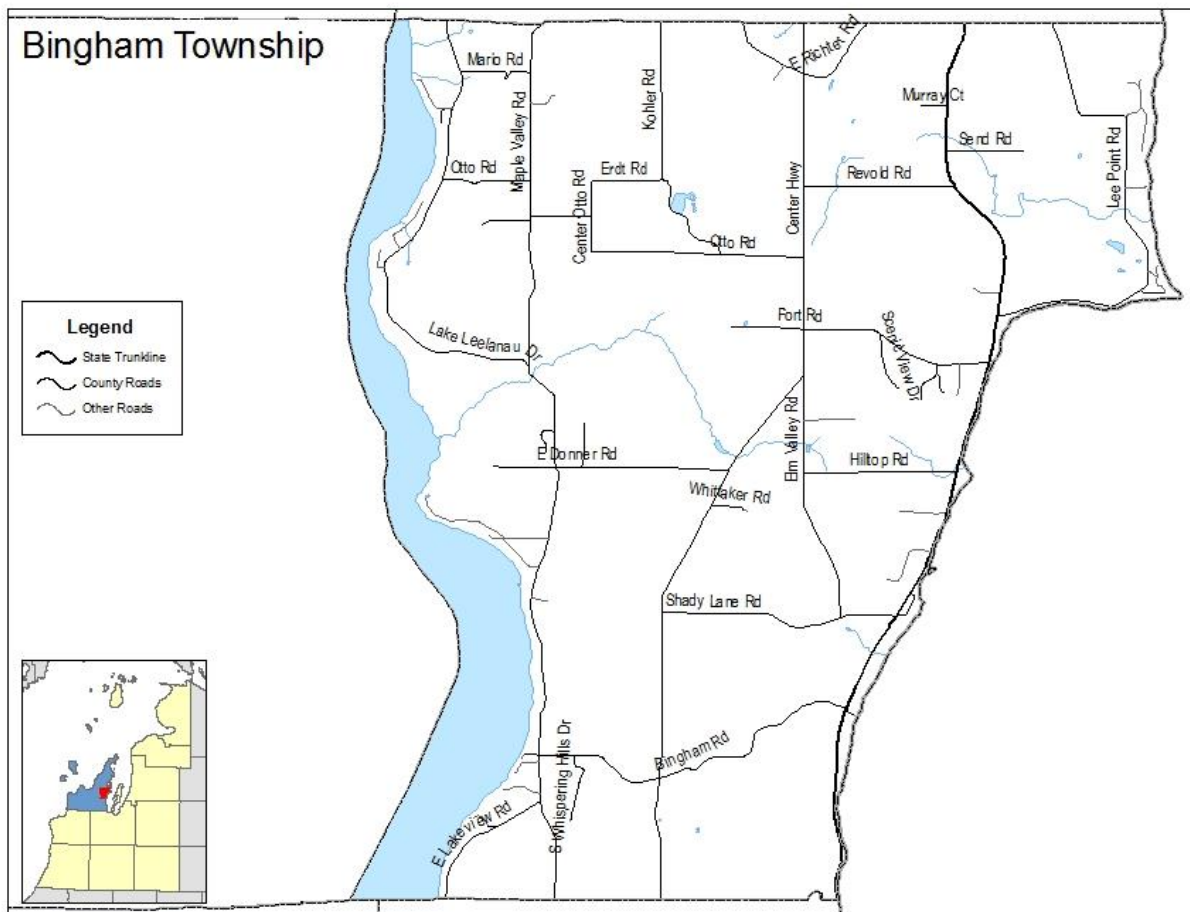 Bingham Township
E Richter Rd
Mario Rd
Kohler Rd
Maple Valley Rd
Murray Ct
Send Rd
Lee Point Rd
Otto Rd
Erdt Rd
Center Hwy
Revold Rd
Center Otto Rd
Otto Rd
Legend
State Trunkline
County Roads
Other Roads
Lake Leelanau Dr
Fort Rd
Scenic View Dr
Elm Valley Rd
E Donner Rd
Hilltop Rd
Whittaker Rd
Shady Lane Rd
S Whispering Hills Dr
Bingham Rd
E Lakeview Rd